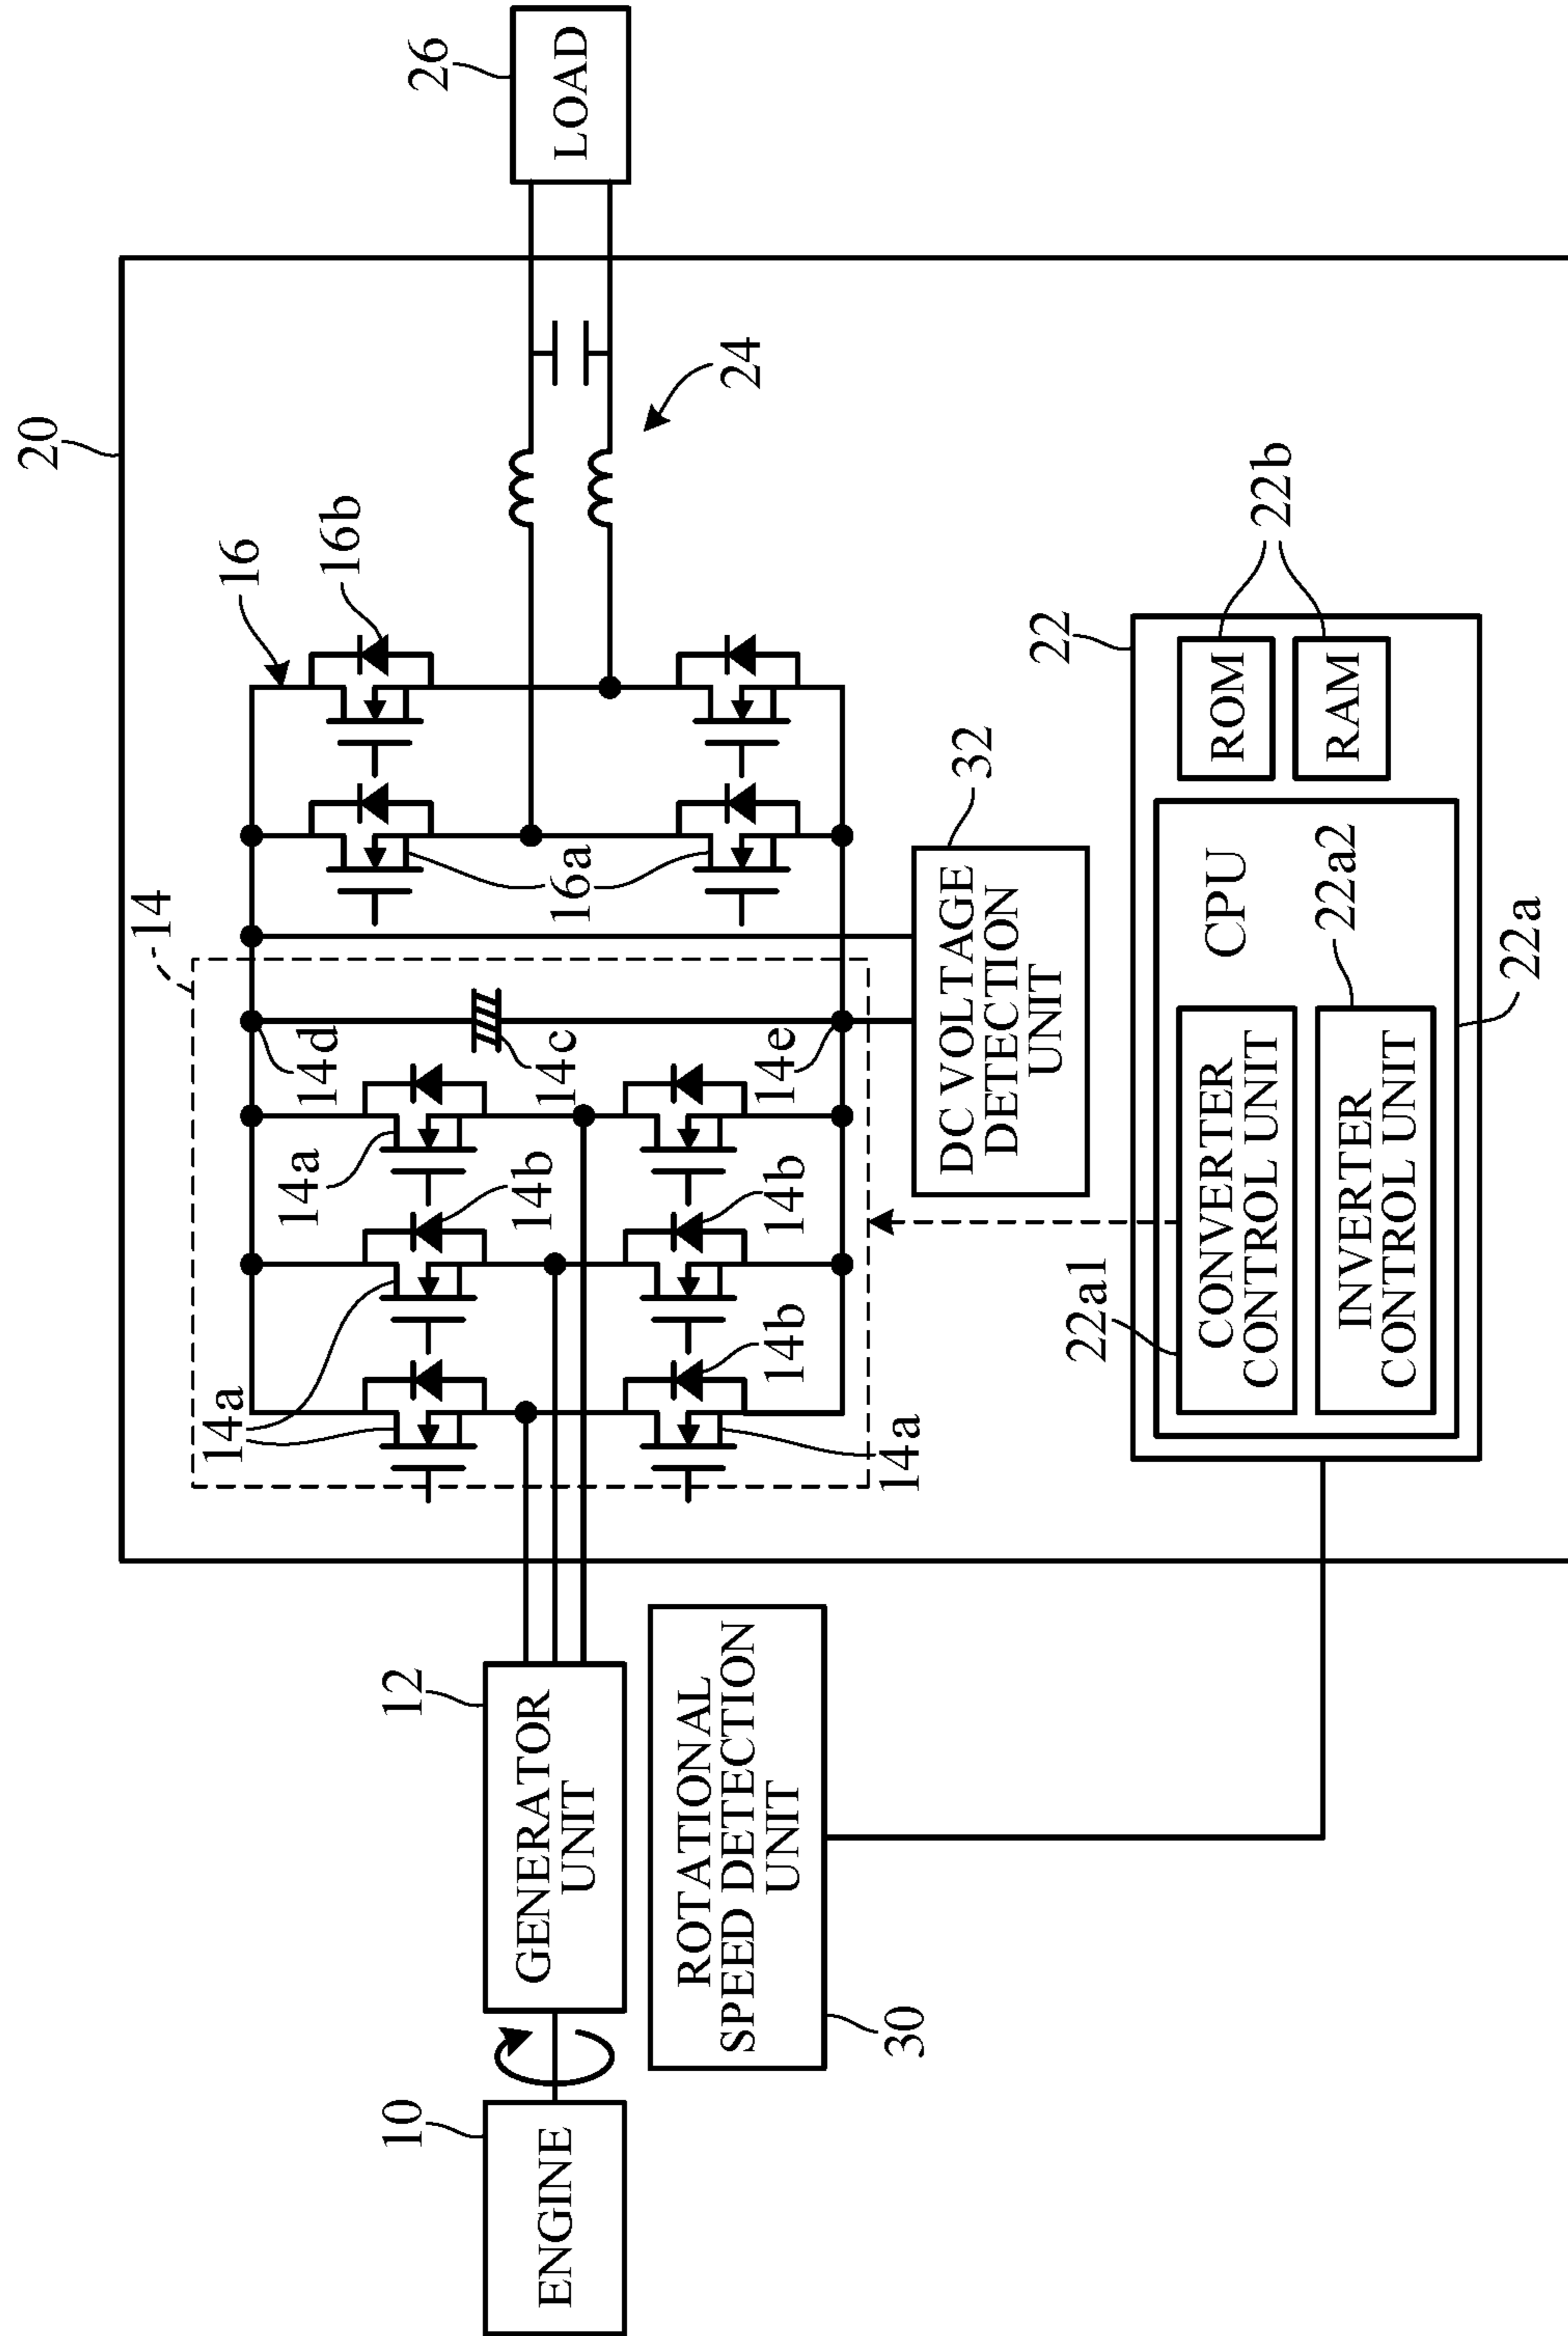 20
14
16
16b
26
LOAD
14a
14d
14a
14b
14c
16a
24
10
12
ENGINE
GENERATOR
UNIT
14b
14b
14e
14a
30
ROTATIONAL
SPEED DETECTION
UNIT
32
DC VOLTAGE
DETECTION
UNIT
22a1
22
CONVERTER
CONTROL UNIT
CPU
ROM
22b
INVERTER
CONTROL UNIT
22a2
RAM
22a